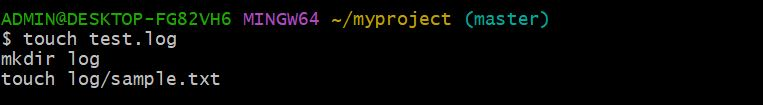 ADMIN@DESKTOP-FG82VH6 MINGW64 ~/myproject (master)
$ touch test.log
mkdir log
touch log/sample.txt